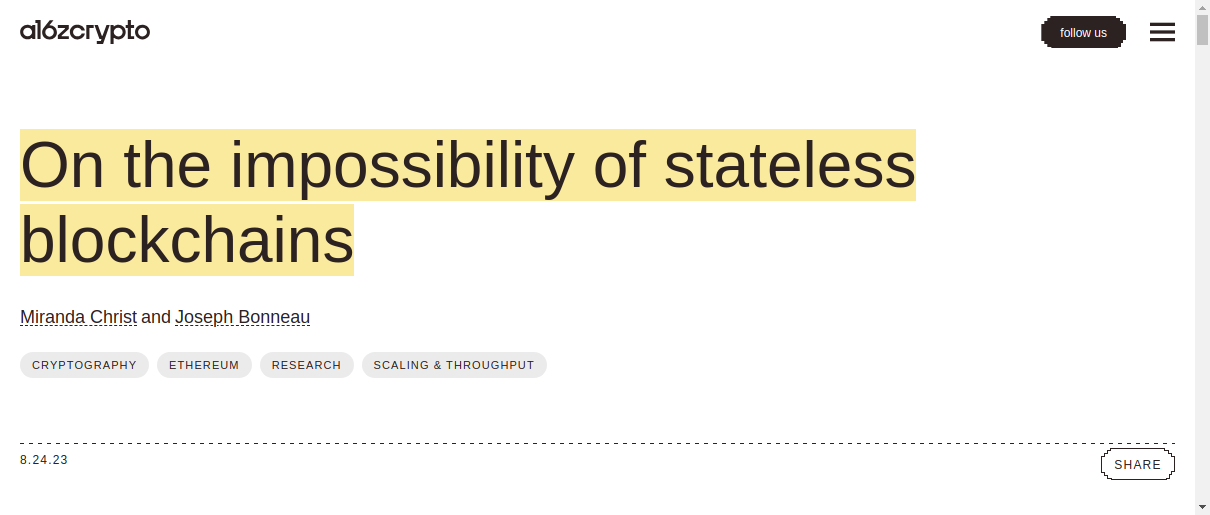 a16zcrypto
follow us
On the impossibility of stateless
blockchains
Miranda Christ and Joseph Bonneau
CRYPTOGRAPHY ETHEREUM RESEARCH SCALING & THROUGHPUT
8.24.23
SHARE